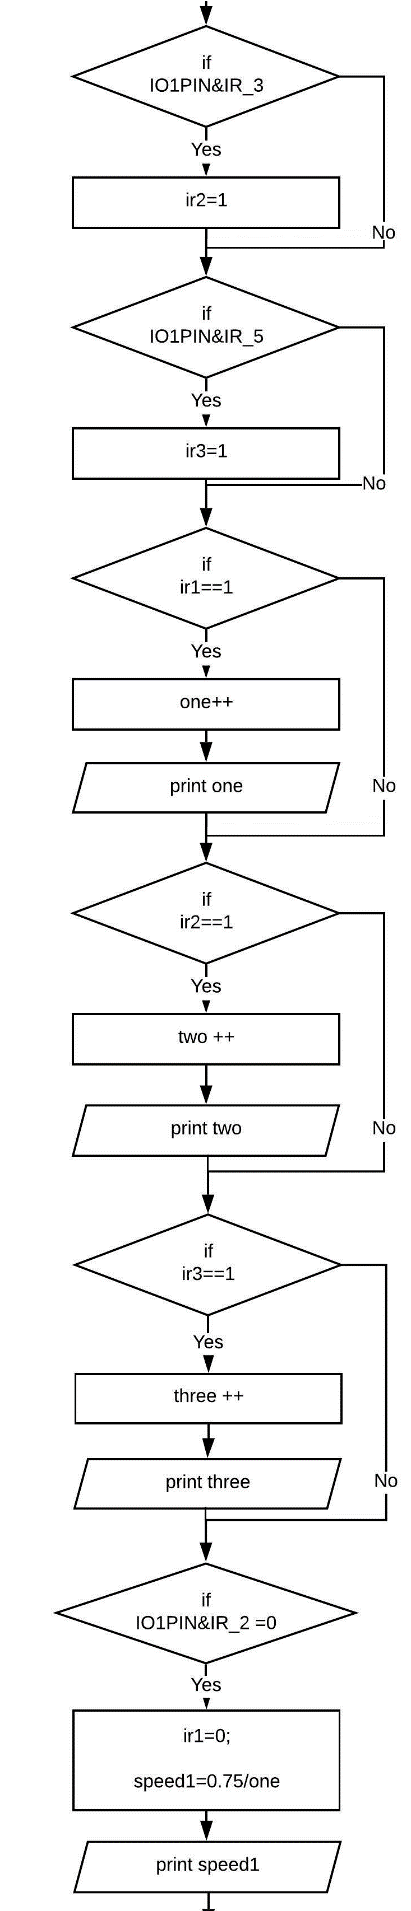 if
IO1PIN&IR_3
Yes
ir2=1
No
if
IO1PIN&IR_5
Yes
ir3=1
No
if
ir1==1
Yes
one++
print one
No
if
ir2==1
Yes
two ++
print two
No
if
ir3==1
Yes
three ++
print three
No
if
IO1PIN&IR_2 =0
Yes
ir1=0;
speed1=0.75/one
print speed1